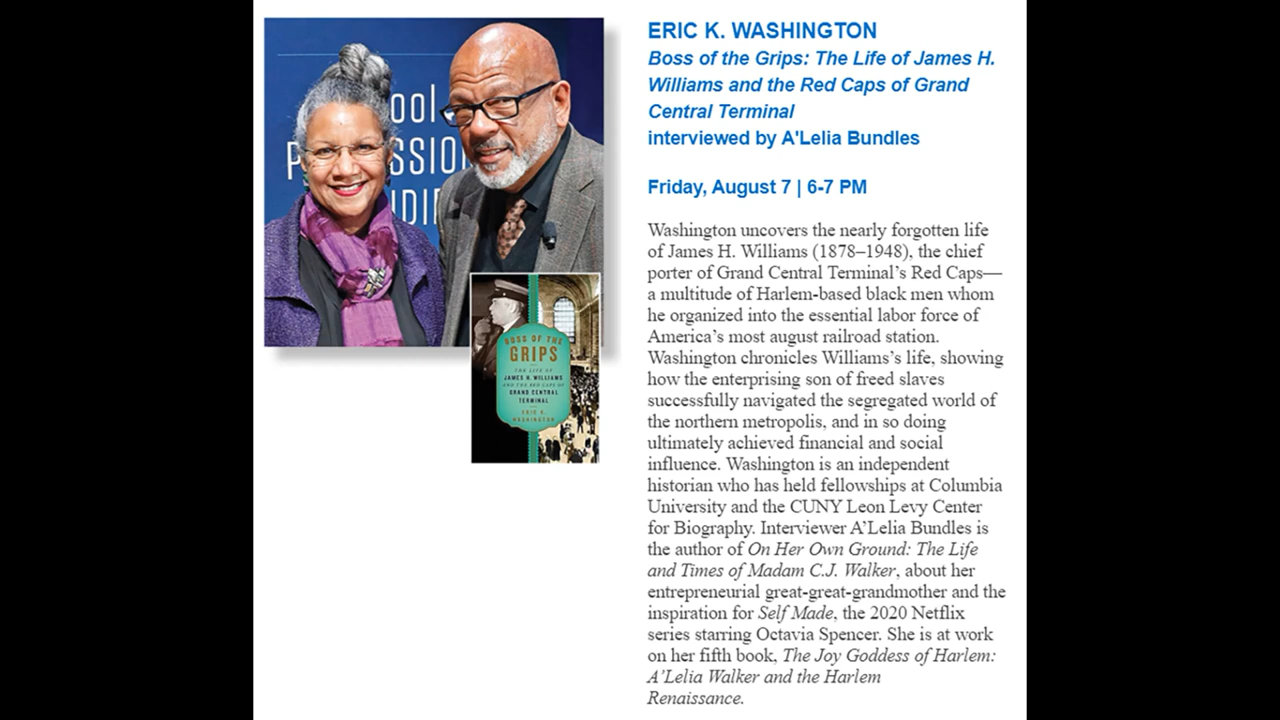 ool
P SSION
UDI
BOSS OF THE
GRIPS
THE LIFE OF
JAMES H. WILLIAMS
AND THE RED CAPS OF
GRAND CENTRAL
TERMINAL
ERIC K.
WASHINGTON
ERIC K. WASHINGTON
Boss of the Grips: The Life of James H.
Williams and the Red Caps of Grand
Central Terminal
interviewed by A'Lelia Bundles
Friday, August 7 | 6-7 PM
Washington uncovers the nearly forgotten life
of James H. Williams (1878–1948), the chief
porter of Grand Central Terminal’s Red Caps—
a multitude of Harlem-based black men whom
he organized into the essential labor force of
America’s most august railroad station.
Washington chronicles Williams’s life, showing
how the enterprising son of freed slaves
successfully navigated the segregated world of
the northern metropolis, and in so doing
ultimately achieved financial and social
influence. Washington is an independent
historian who has held fellowships at Columbia
University and the CUNY Leon Levy Center
for Biography. Interviewer A’Lelia Bundles is
the author of On Her Own Ground: The Life
and Times of Madam C.J. Walker, about her
entrepreneurial great-great-grandmother and the
inspiration for Self Made, the 2020 Netflix
series starring Octavia Spencer. She is at work
on her fifth book, The Joy Goddess of Harlem:
A’Lelia Walker and the Harlem
Renaissance.